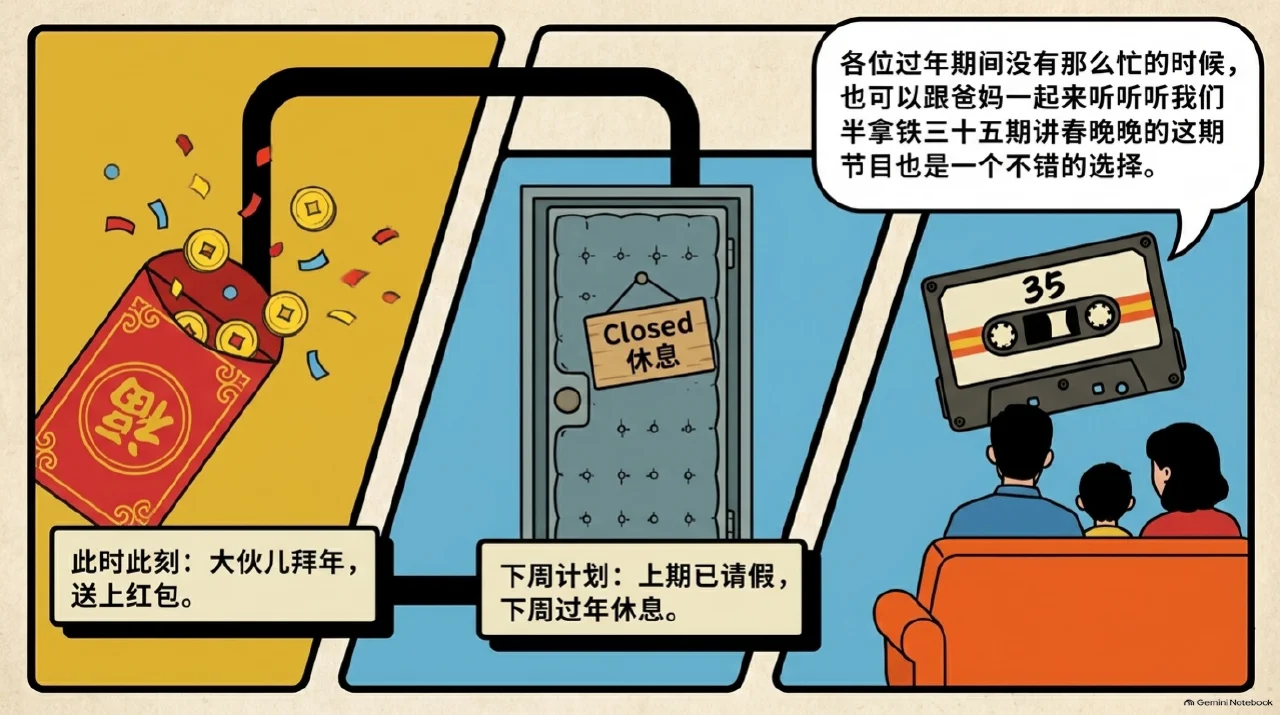 各位过年期间没有那么忙的时候，
也可以跟爸妈一起来听听听我们
半拿铁三十五期讲春晚晚的这期
节目也是一个不错的选择。
福
此时此刻：大伙儿拜年，
送上红包。
Closed
休息
下周计划：上期已请假，
下周过年休息。
35
Gemini Notebook